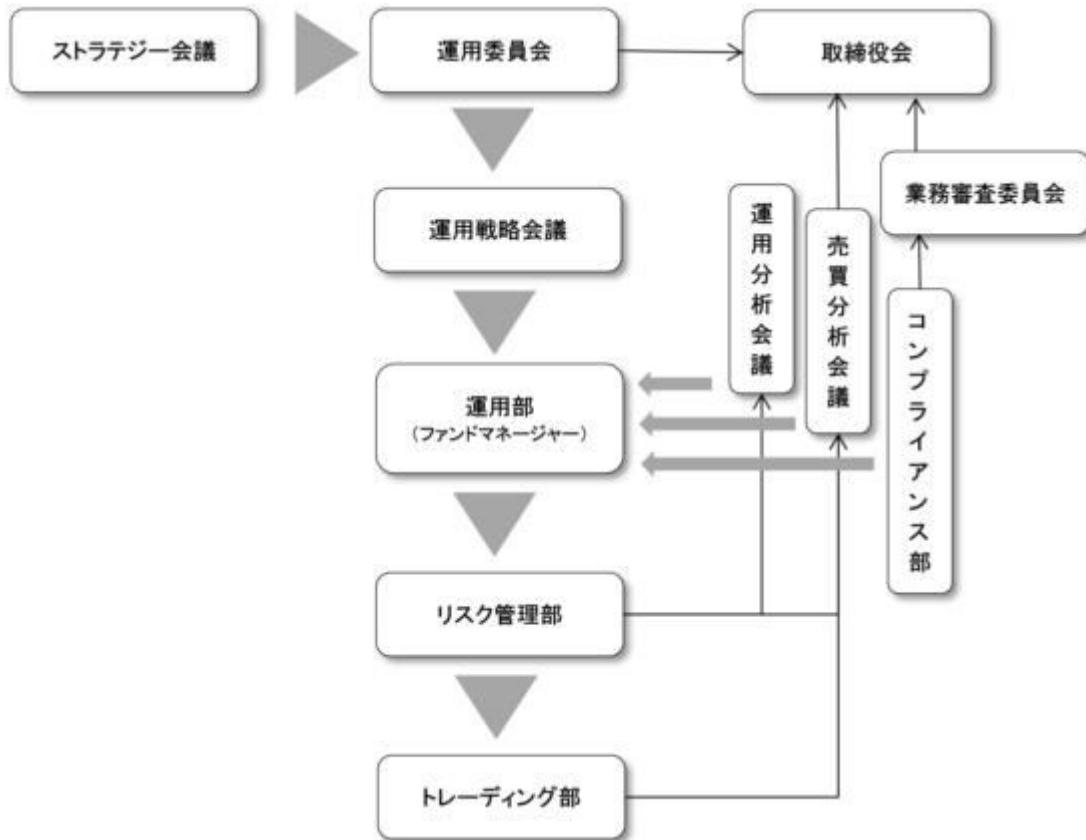 ストラテジー会議
運用委員会
取締役会
業務審査委員会
運用戦略会議
運用分析会議
売買分析会議
コンプライアンス部
運用部
(ファンドマネージャー)
リスク管理部
トレーディング部